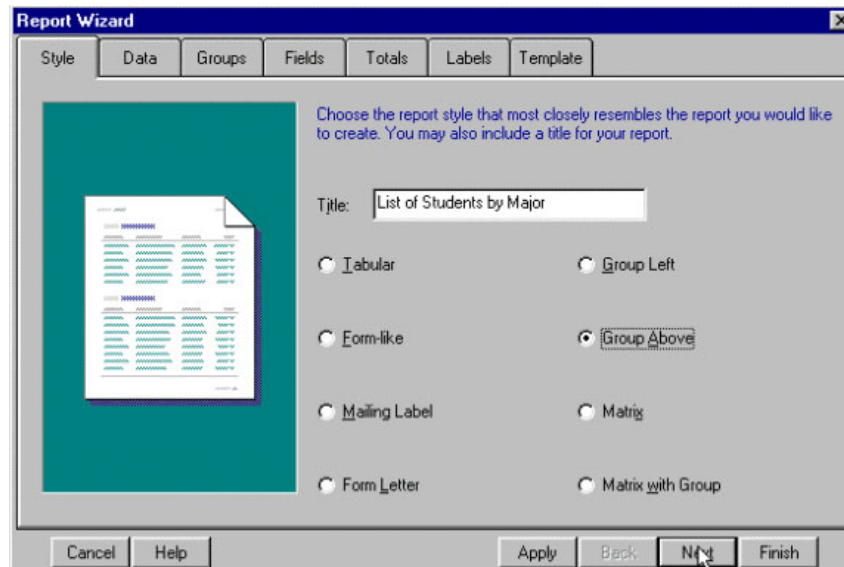 Report Wizard
Style Data Groups Fields Totals Labels Template
Choose the report style that most closely resembles the report you would like
to create. You may also include a title for your report.
Title: List of Students by Major
Tabular Group Left
Form-like Group Above
Mailing Label Matrix
Form Letter Matrix with Group
Cancel Help Apply Back Next Finish